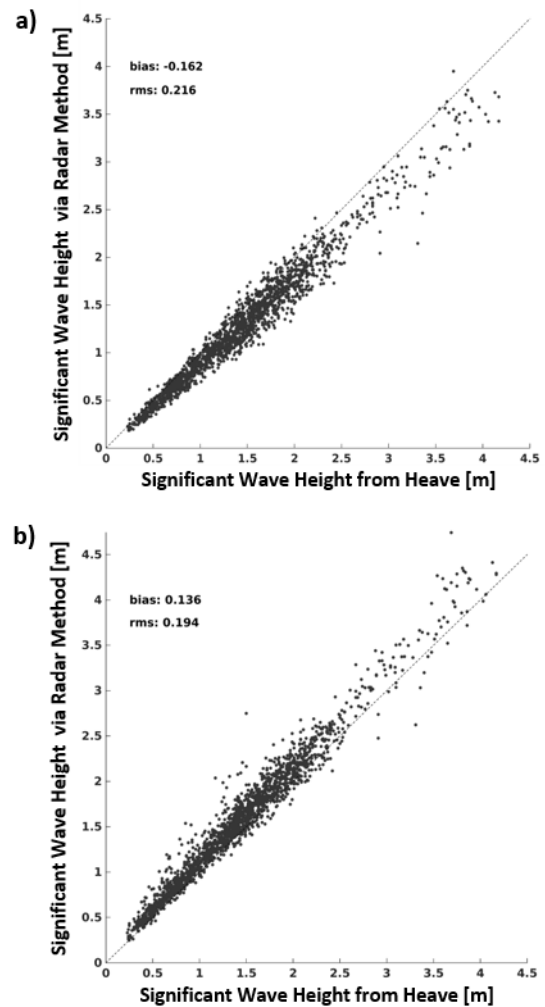 a)
Significant Wave Height via Radar Method [m]
4.5
4
3.5
3
2.5
2
1.5
1
0.5
0
bias: -0.162
rms: 0.216
0 0.5 1 1.5 2 2.5 3 3.5 4 4.5
Significant Wave Height from Heave [m]
b)
Significant Wave Height via Radar Method [m]
4.5
4
3.5
3
2.5
2
1.5
1
0.5
0
bias: 0.136
rms: 0.194
0 0.5 1 1.5 2 2.5 3 3.5 4 4.5
Significant Wave Height from Heave [m]